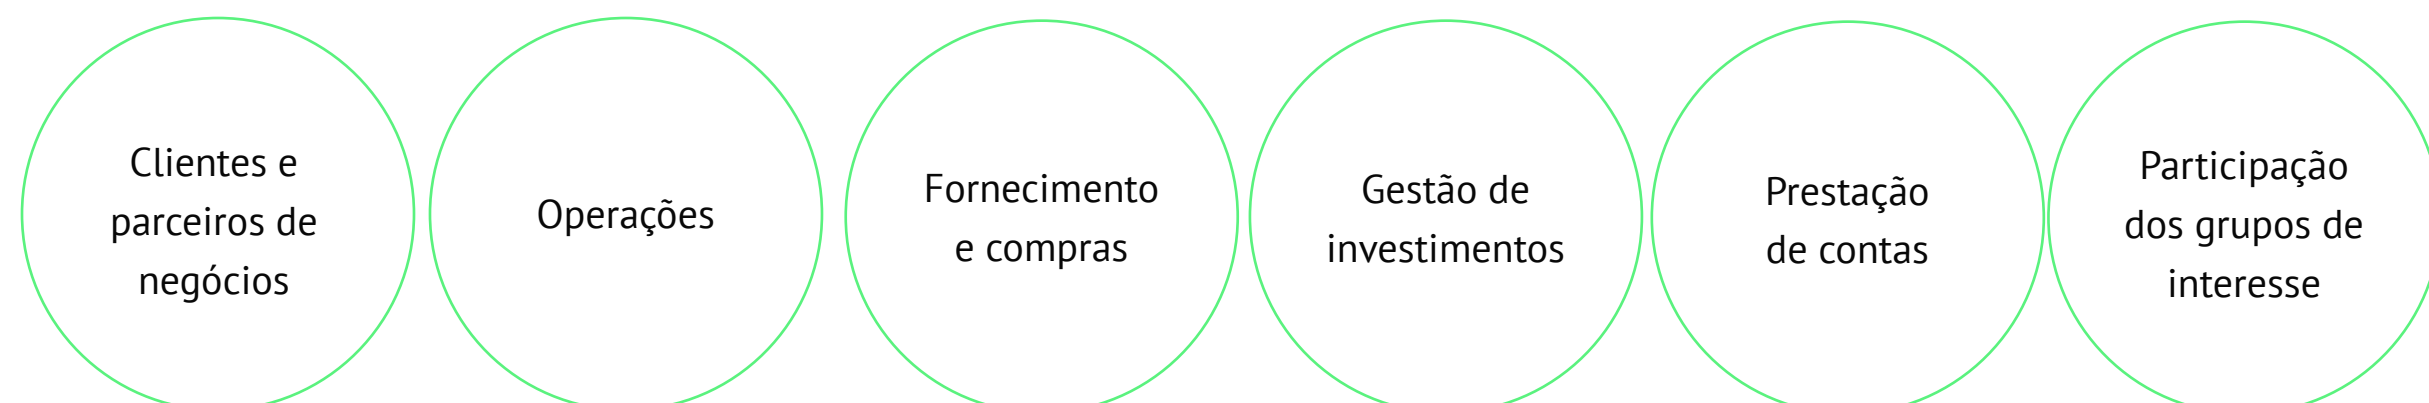 Clientes e
parceiros de
negócios
Operações
Fornecimento
e compras
Gestão de
investimentos
Prestação
de contas
Participação
dos grupos de
interesse